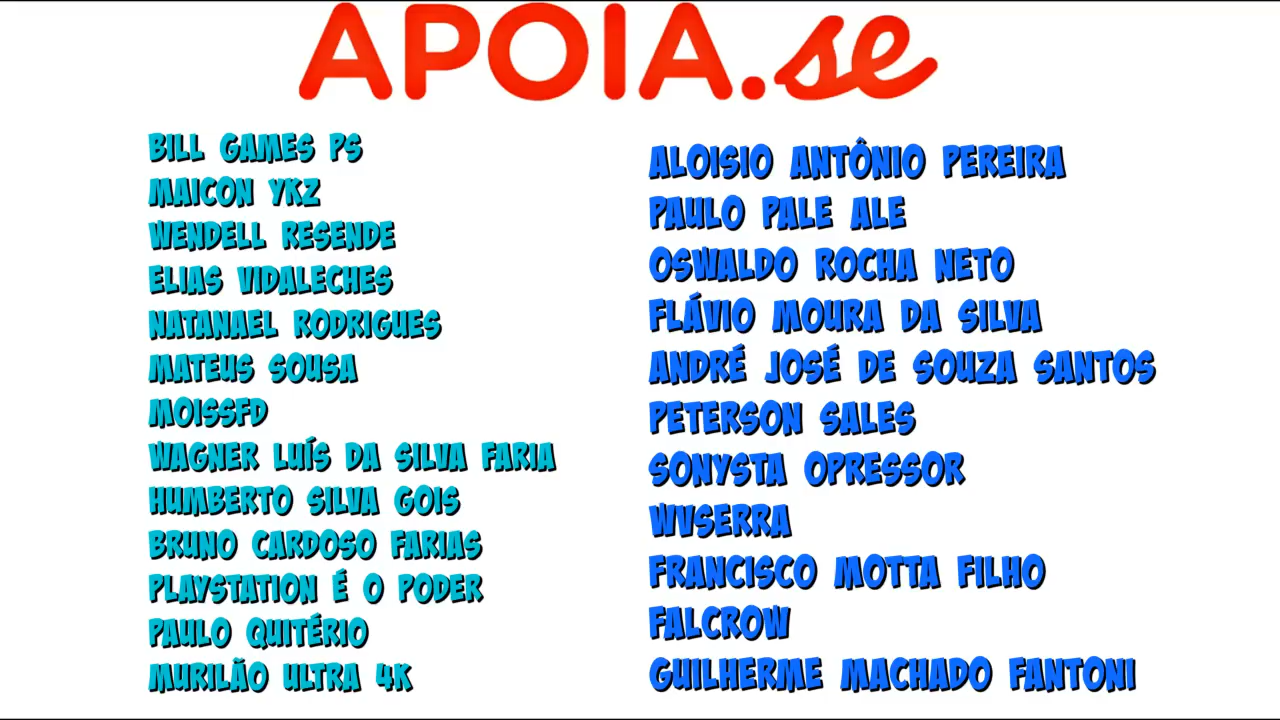 APOIA.se
BILL GAMES PS
MAICON YKZ
WENDELL RESENDE
ELIAS VIDALECHES
NATANAEL RODRIGUES
MATEUS SOUSA
MOISSFD
WAGNER LUÍS DA SILVA FARIA
HUMBERTO SILVA GOIS
BRUNO CARDOSO FARIAS
PLAYSTATION É O PODER
PAULO QUITÉRIO
MURILÃO ULTRA 4K
ALOISIO ANTÔNIO PEREIRA
PAULO PALE ALE
OSWALDO ROCHA NETO
FLÁVIO MOURA DA SILVA
ANDRÉ JOSÉ DE SOUZA SANTOS
PETERSON SALES
SONYSTA OPRESSOR
WVSERRA
FRANCISCO MOTTA FILHO
FALCROW
GUILHERME MACHADO FANTONI